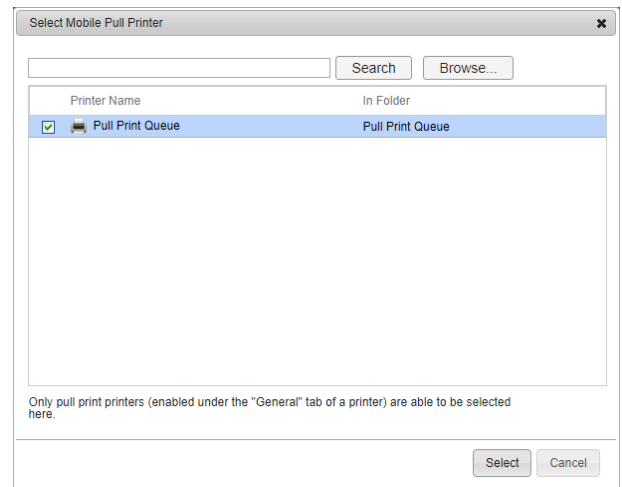 Select Mobile Pull Printer
Search Browse...
Printer Name In Folder
Pull Print Queue Pull Print Queue
Only pull print printers (enabled under the "General" tab of a printer) are able to be selected
here.
Select Cancel